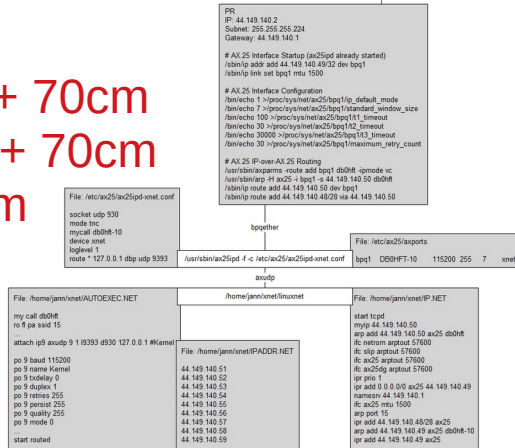 PR
IP: 44.149.140.2
Subnet: 255.255.255.224
Gateway: 44.149.140.1
# AX.25 Interface Startup (ax25ipd already started)
/sbin/ip addr add 44.149.140.49/32 dev bpq1
/sbin/ip link set bpq1 mtu 1500
# AX.25 Interface Configuration
/bin/echo 1 >/proc/sys/net/ax25/bpq1/ip_default_mode
/bin/echo 7 >/proc/sys/net/ax25/bpq1/standard_window_size
/bin/echo 100 >/proc/sys/net/ax25/bpq1/t1_timeout
/bin/echo 30 >/proc/sys/net/ax25/bpq1/t2_timeout
/bin/echo 30000 >/proc/sys/net/ax25/bpq1/t3_timeout
/bin/echo 30 >/proc/sys/net/ax25/bpq1/maximum_retry_count
# AX.25 IP-over-AX.25 Routing
/usr/sbin/axparms -route add bpq1 db0hft -ipmode vc
/usr/sbin/arp -H ax25 -i bpq1 -s 44.149.140.50 db0hft
/sbin/ip route add 44.149.140.50 dev bpq1
/sbin/ip route add 44.149.140.48/28 via 44.149.140.50
+ 70cm
+ 70cm
m
File: /etc/ax25/ax25ipd-xnet.conf
socket udp 930
mode tnc
mycall db0hft-10
device xnet
loglevel 1
route * 127.0.0.1 dbp udp 9393
bpqether
/usr/sbin/ax25ipd -f -c /etc/ax25/ax25ipd-xnet.conf
File: /etc/ax25/axports
bpq1 DB0HFT-10 115200 255 7 xnet
axudp
/home/jann/xnet/linuxnet
File: /home/jann/xnet/AUTOEXEC.NET
my call db0hft
ro fl pa ssid 15
...
attach ip9 axudp 9 1 l9393 d930 127.0.0.1 #Kernel
po 9 baud 115200
po 9 name Kernel
po 9 txdelay 0
po 9 duplex 1
po 9 retries 255
po 9 persist 255
po 9 quality 255
po 9 mode 0
...
start routed
File: /home/jann/xnet/IPADDR.NET
44.149.140.51
44.149.140.52
44.149.140.53
44.149.140.54
44.149.140.55
44.149.140.56
44.149.140.57
44.149.140.58
44.149.140.59
File: /home/jann/xnet/IP.NET
start tcpd
myip 44.149.140.50
arp add 44.149.140.50 ax25 db0hft
ifc netrom arptout 57600
ifc slip arptout 57600
ifc ax25 arptout 57600
ifc ax25dg arptout 57600
ipr prio 1
ipr add 0.0.0.0/0 ax25 44.149.140.49
namesrv 44.149.140.1
ifc ax25 mtu 1500
arp port 15
ipr add 44.149.140.48/28 ax25
arp add 44.149.140.49 ax25 db0hft-10
ipr add 44.149.140.49 ax25